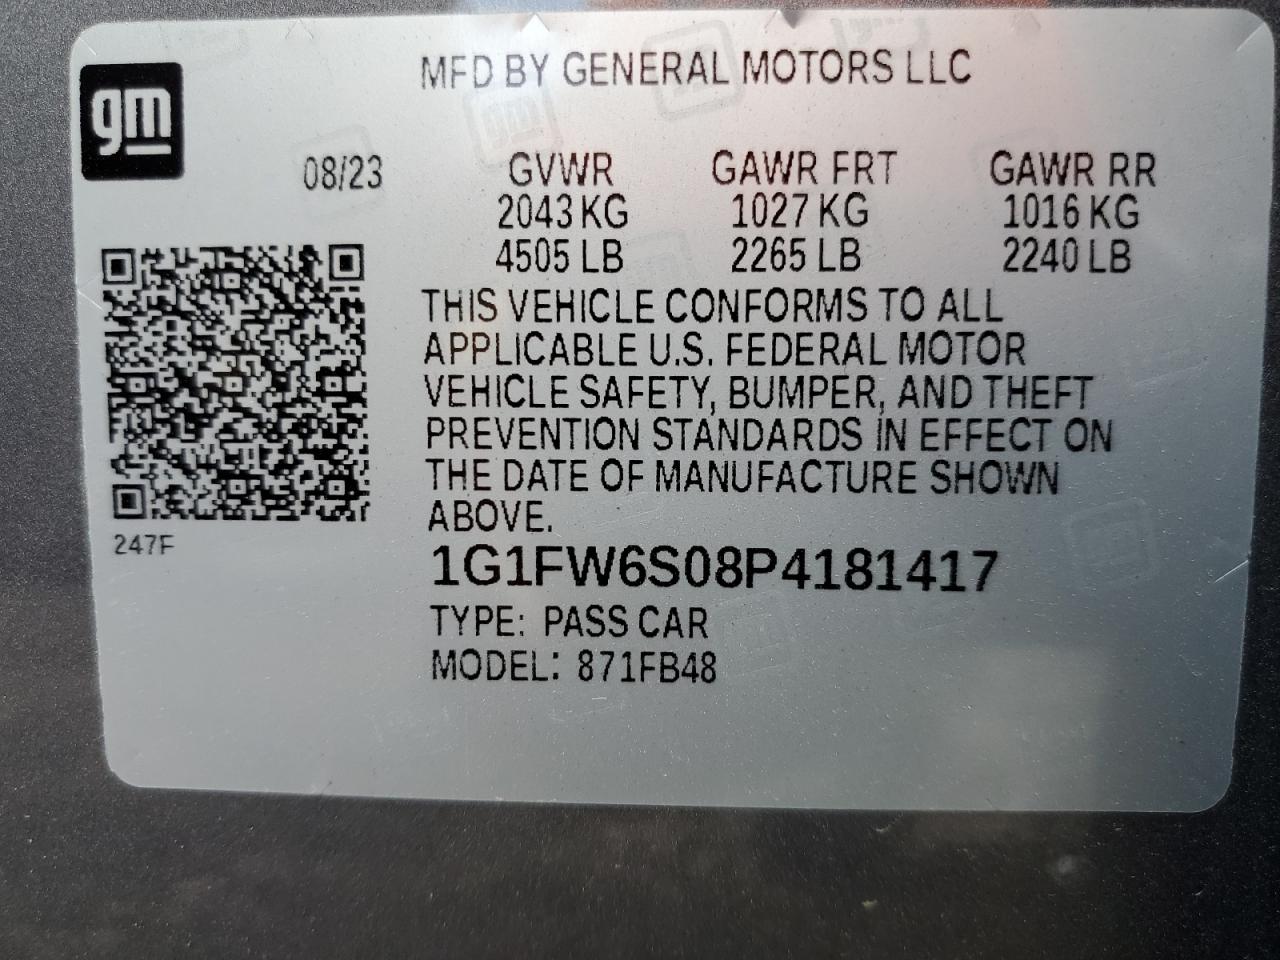 MFD BY GENERAL MOTORS LLC
gm
08/23 GVWR GAWR FRT GAWR RR
2043 KG 1027 KG 1016 KG
4505 LB 2265 LB 2240 LB
THIS VEHICLE CONFORMS TO ALL
APPLICABLE U.S. FEDERAL MOTOR
VEHICLE SAFETY, BUMPER, AND THEFT
PREVENTION STANDARDS IN EFFECT ON
THE DATE OF MANUFACTURE SHOWN
ABOVE.
247F
1G1FW6S08P4181417
TYPE: PASS CAR
MODEL: 871FB48